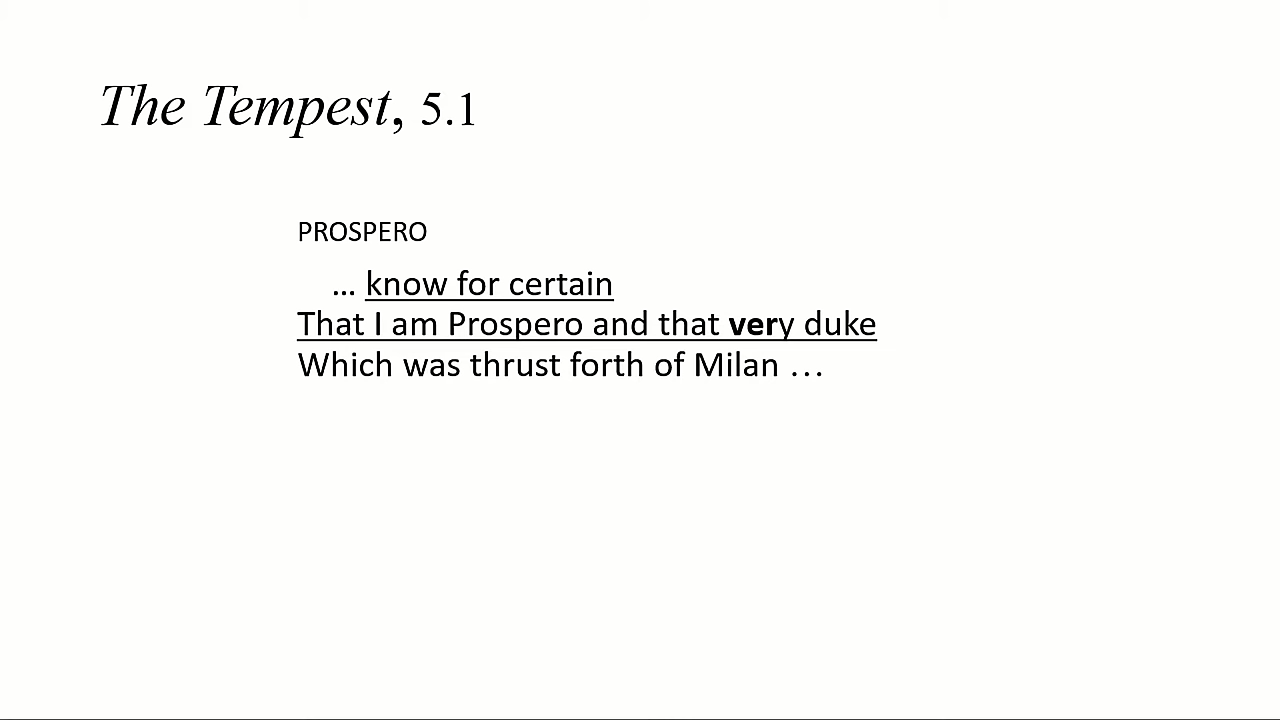 The Tempest, 5.1
PROSPERO
… know for certain
That I am Prospero and that very duke
Which was thrust forth of Milan …